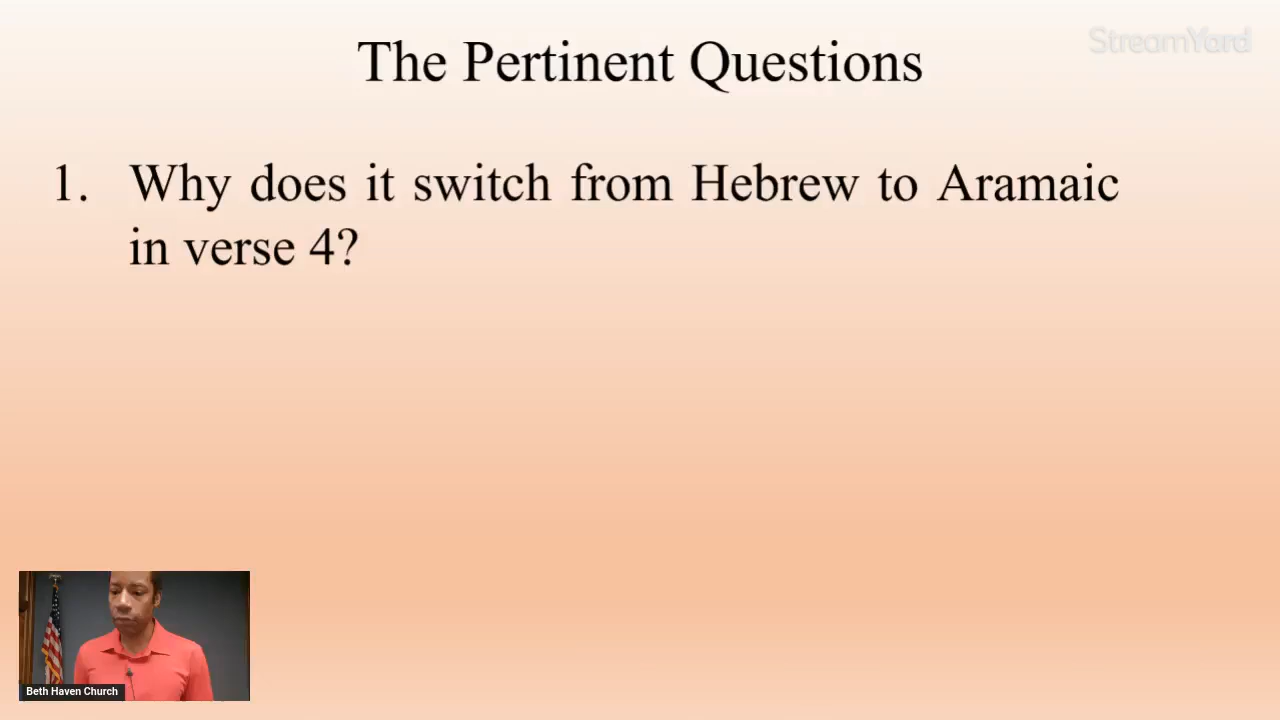 StreamYard
The Pertinent Questions
1. Why does it switch from Hebrew to Aramaic
in verse 4?
Beth Haven Church